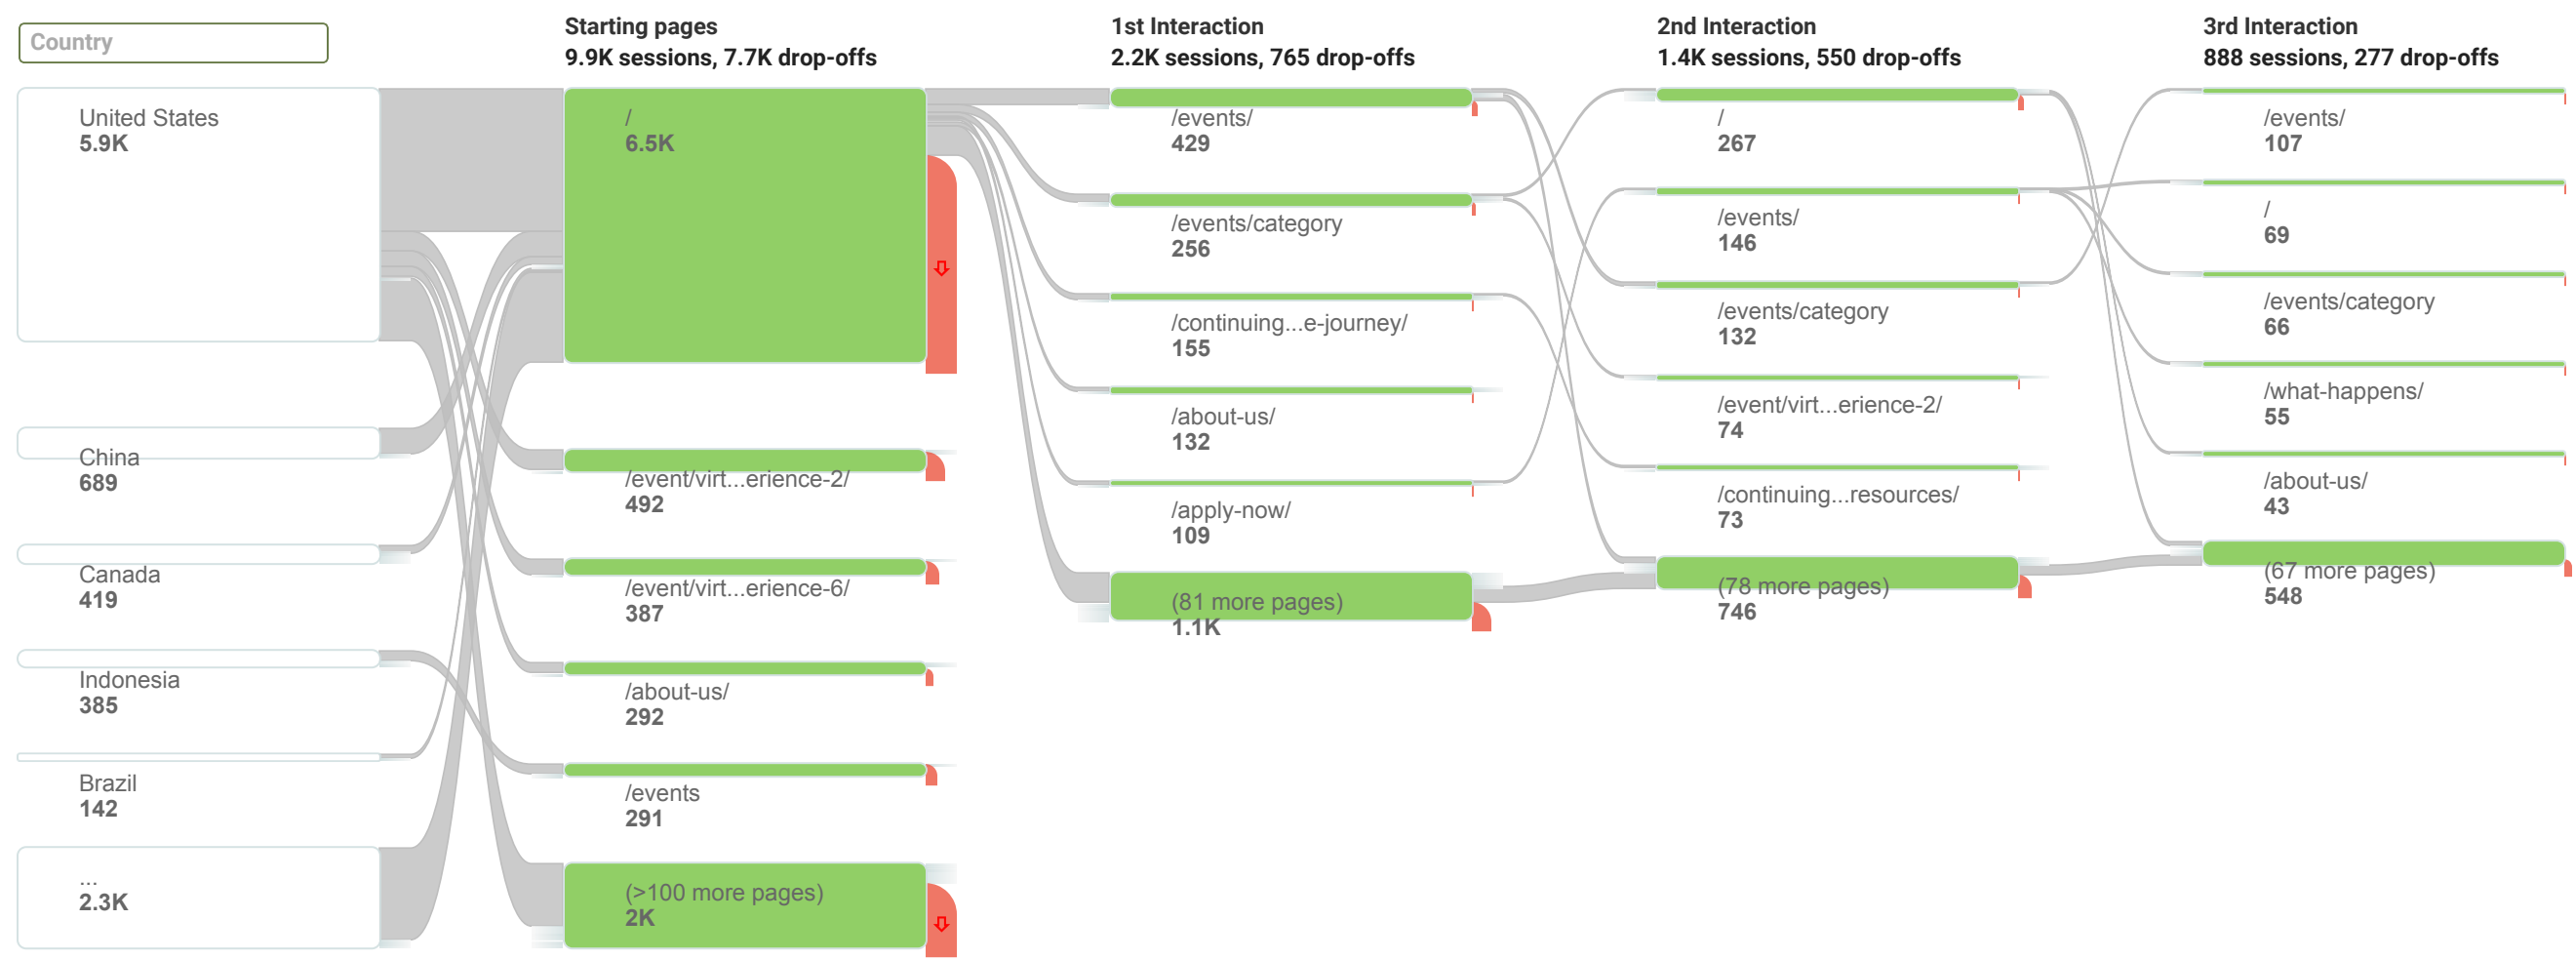 Country
United States
5.9K
China
689
Canada
419
Indonesia
385
Brazil
142
...
2.3K
Starting pages
9.9K sessions, 7.7K drop-offs
/
6.5K
/event/virt...erience-2/
492
/event/virt...erience-6/
387
/about-us/
292
/events
291
(>100 more pages)
2K
1st Interaction
2.2K sessions, 765 drop-offs
/events/
429
/events/category
256
/continuing...e-journey/
155
/about-us/
132
/apply-now/
109
(81 more pages)
1.1K
2nd Interaction
1.4K sessions, 550 drop-offs
/
267
/events/
146
/events/category
132
/event/virt...erience-2/
74
/continuing...resources/
73
(78 more pages)
746
3rd Interaction
888 sessions, 277 drop-offs
/events/
107
/
69
/events/category
66
/what-happens/
55
/about-us/
43
(67 more pages)
548